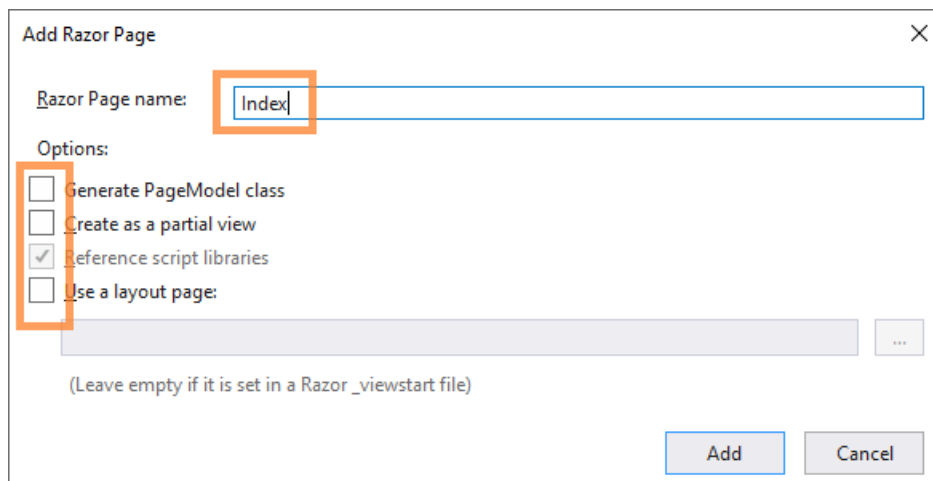 Add Razor Page
Razor Page name:
Index
Options:
Generate PageModel class
Create as a partial view
Reference script libraries
Use a layout page:
...
(Leave empty if it is set in a Razor _viewstart file)
Add
Cancel